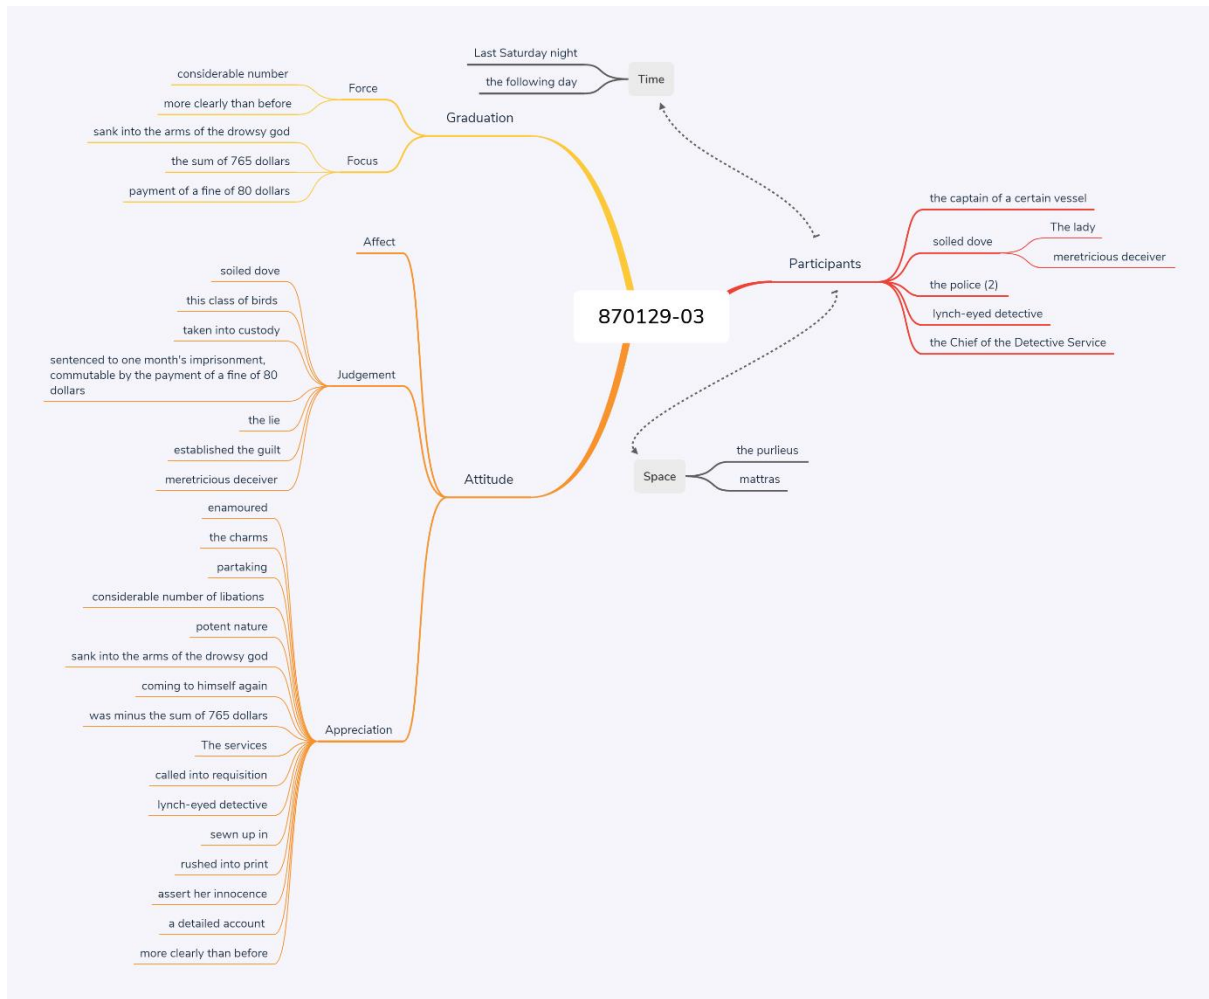 870129-03
Graduation
Force
considerable number
more clearly than before
Focus
sank into the arms of the drowsy god
the sum of 765 dollars
payment of a fine of 80 dollars
Attitude
Affect
Judgement
soiled dove
this class of birds
taken into custody
sentenced to one month's imprisonment,
commutable by the payment of a fine of 80
dollars
the lie
established the guilt
meretricious deceiver
Appreciation
enamoured
the charms
partaking
considerable number of libations
potent nature
sank into the arms of the drowsy god
coming to himself again
was minus the sum of 765 dollars
The services
called into requisition
lynch-eyed detective
sewn up in
rushed into print
assert her innocence
a detailed account
more clearly than before
Time
Last Saturday night
the following day
Participants
the captain of a certain vessel
soiled dove
The lady
meretricious deceiver
the police (2)
lynch-eyed detective
the Chief of the Detective Service
Space
the purlieus
mattras